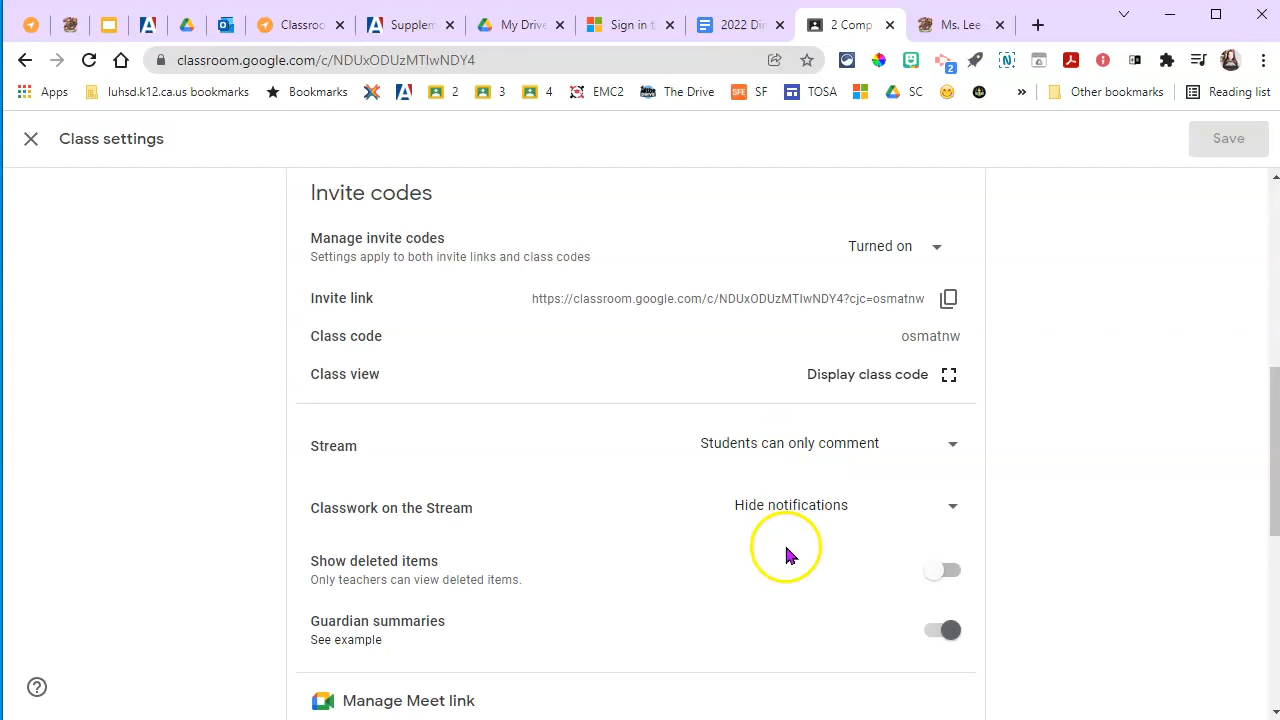 Classroo
Supplem
My Drive
Sign in t
2022 Di
2 Comp
Ms. Lee
classroom.google.com/c/NDUxODUzMTIwNDY4
2
Apps
luhsd.k12.ca.us bookmarks
Bookmarks
2
3
4
EMC2
The Drive
SFE
SF
TOSA
SC
»
Other bookmarks
Reading list
Class settings
Save
Invite codes
Manage invite codes
Turned on
Settings apply to both invite links and class codes
Invite link
https://classroom.google.com/c/NDUxODUzMTIwNDY4?cjc=osmatnw
Class code
osmatnw
Class view
Display class code
Stream
Students can only comment
Classwork on the Stream
Hide notifications
Show deleted items
Only teachers can view deleted items.
Guardian summaries
See example
Manage Meet link